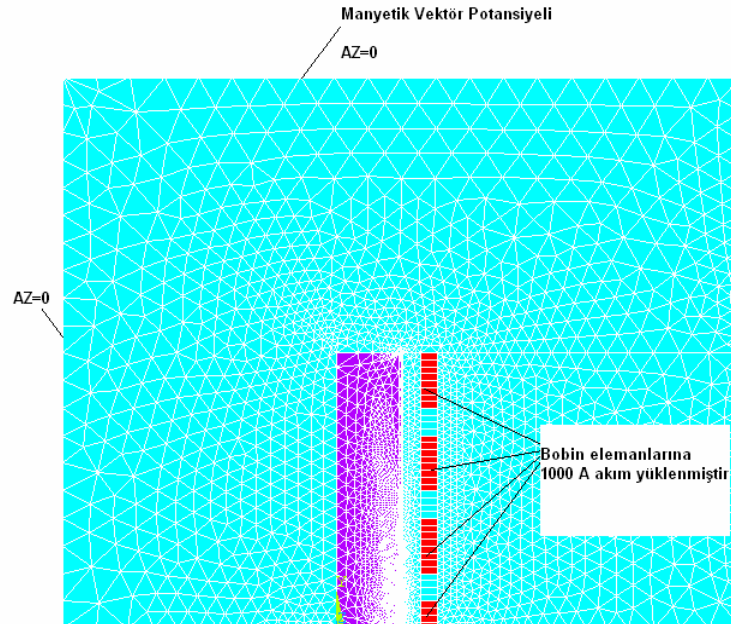 Manyetik Vektör Potansiyeli
AZ=0
AZ=0
Bobin elemanlarına
1000 A akım yüklenmiştir